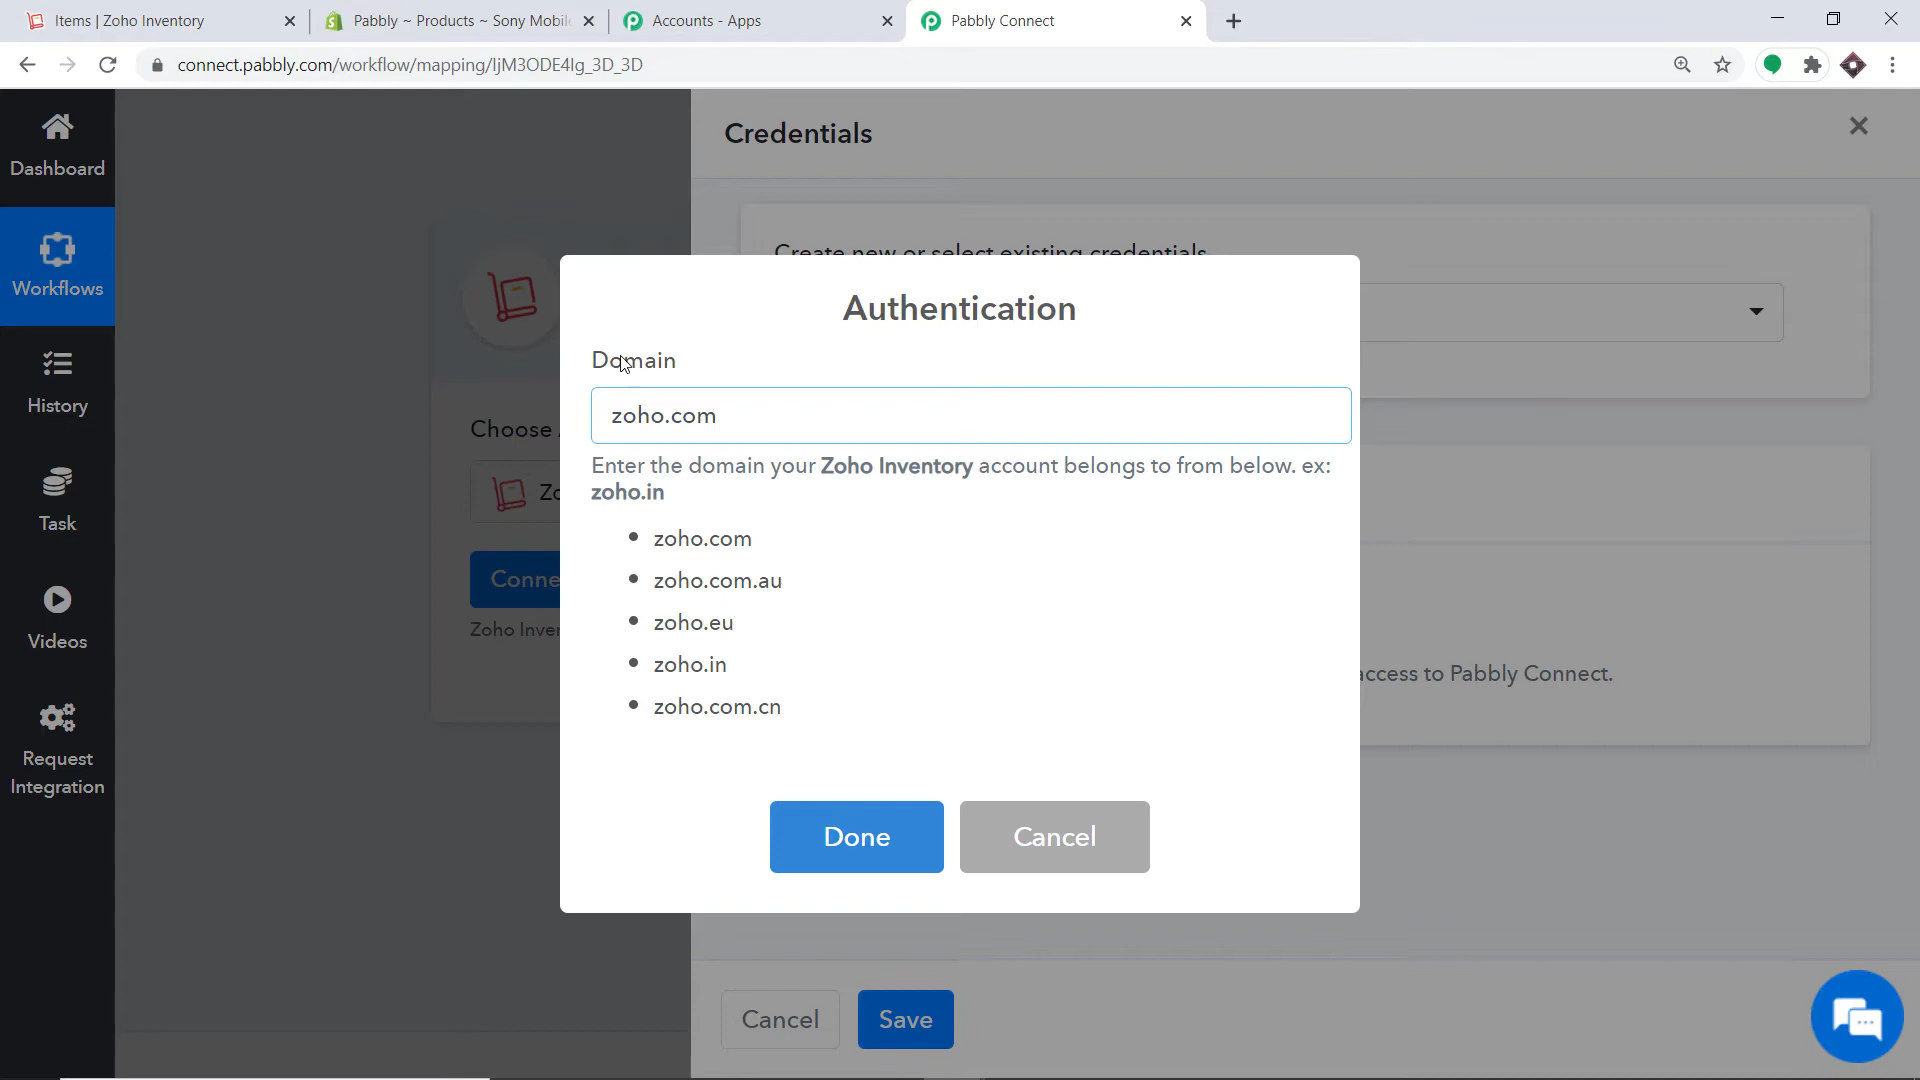 Items | Zoho Inventory
Pabbly ~ Products ~ Sony Mobil
Accounts - Apps
Pabbly Connect
connect.pabbly.com/workflow/mapping/IjM3ODE4Ig_3D_3D
Dashboard
Workflows
History
Task
Videos
Request
Integration
Credentials
Create new or select existing credentials
Choose
Zo
Conne
Zoho Inver
access to Pabbly Connect.
Authentication
Domain
zoho.com
Enter the domain your Zoho Inventory account belongs to from below. ex:
zoho.in
• zoho.com
• zoho.com.au
• zoho.eu
• zoho.in
• zoho.com.cn
Done
Cancel
Cancel
Save